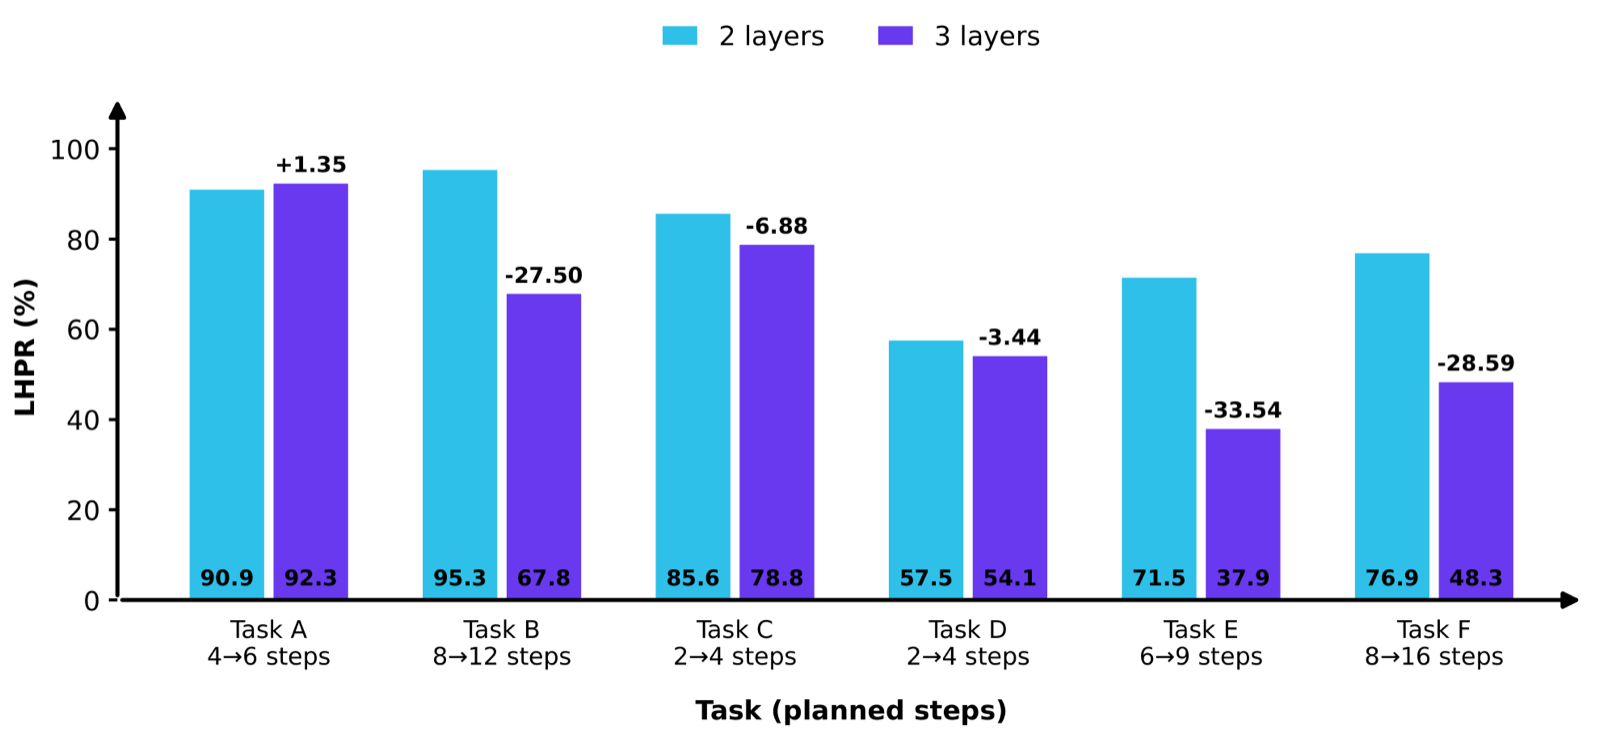 2 layers 3 layers
LHPR (%)
100
80
60
40
20
0
+1.35
-27.50
-6.88
-3.44
-33.54
-28.59
90.9 92.3 95.3 67.8 85.6 78.8 57.5 54.1 71.5 37.9 76.9 48.3
Task A Task B Task C Task D Task E Task F
4→6 steps 8→12 steps 2→4 steps 2→4 steps 6→9 steps 8→16 steps
Task (planned steps)